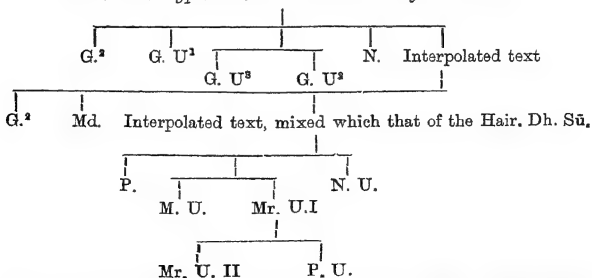 G.² G. U¹ N. Interpolated text
G. U³ G. U²
G.² Md. Interpolated text, mixed which that of the Hair. Dh. Sū.
P. N. U.
M. U. Mr. U.I
Mr. U. II P. U.